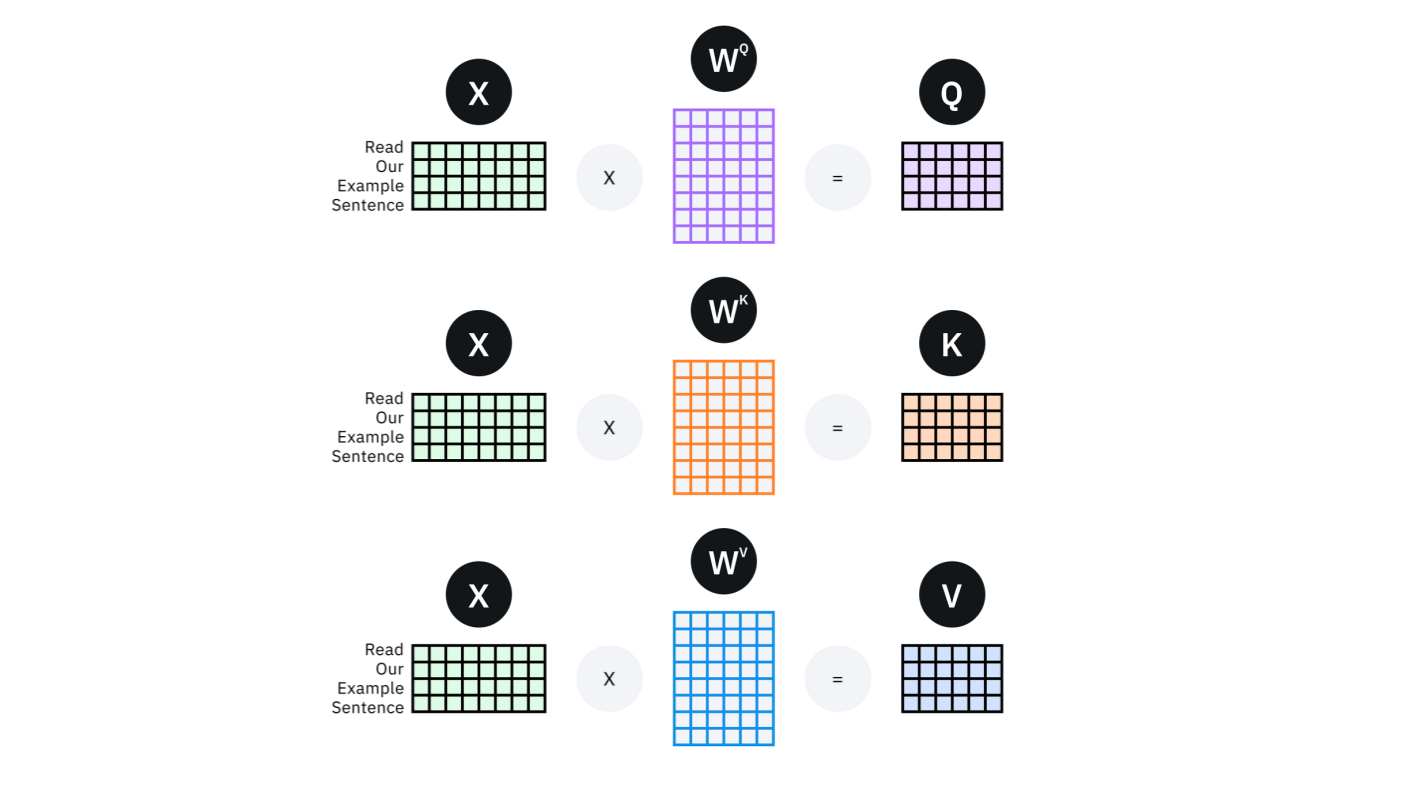 W^Q
X
Q
Read
Our
Example
Sentence
X
=
W^K
X
K
Read
Our
Example
Sentence
X
=
W^V
X
V
Read
Our
Example
Sentence
X
=